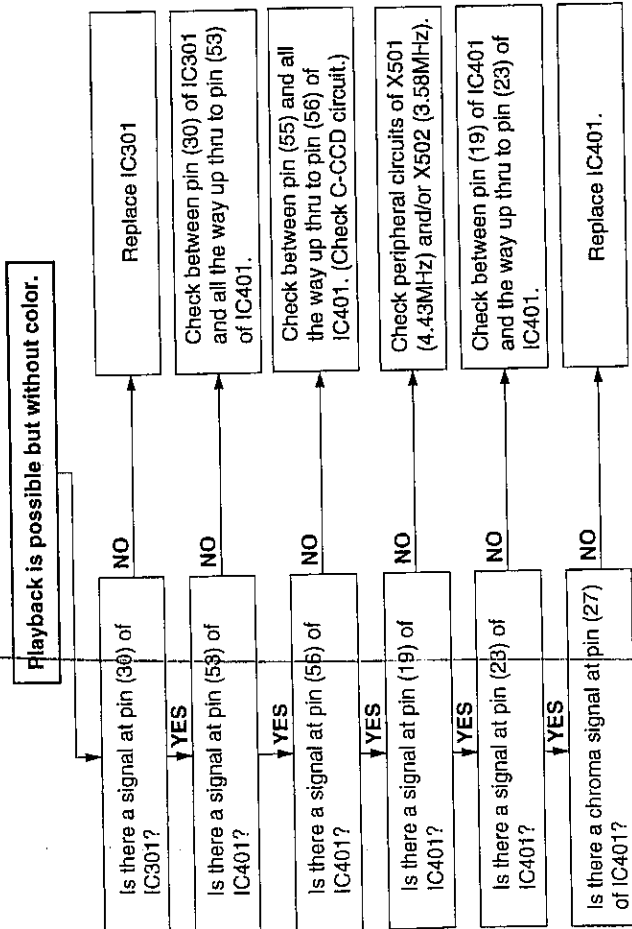 Playback is possible but without color.
Is there a signal at pin (30) of
IC301?
NO
Replace IC301
YES
Is there a signal at pin (53) of
IC401?
NO
Check between pin (30) of IC301
and all the way up thru to pin (53)
of IC401.
YES
Is there a signal at pin (56) of
IC401?
NO
Check between pin (55) and all
the way up thru to pin (56) of
IC401. (Check C-CCD circuit.)
YES
Is there a signal at pin (19) of
IC401?
NO
Check peripheral circuits of X501
(4.43MHz) and/or X502 (3.58MHz).
YES
Is there a signal at pin (23) of
IC401?
NO
Check between pin (19) of IC401
and the way up thru to pin (23) of
IC401.
YES
Is there a chroma signal at pin (27)
of IC401?
NO
Replace IC401.